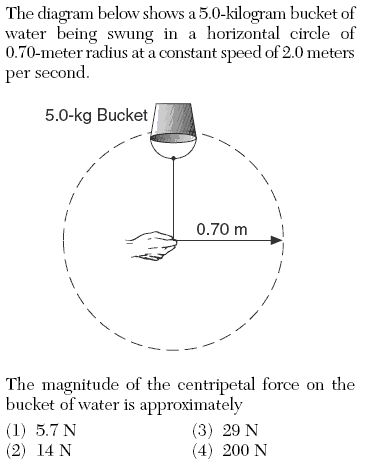 The diagram below shows a 5.0-kilogram bucket of
water being swung in a horizontal circle of
0.70-meter radius at a constant speed of 2.0 meters
per second.
5.0-kg Bucket
0.70 m
The magnitude of the centripetal force on the
bucket of water is approximately
(1) 5.7 N (3) 29 N
(2) 14 N (4) 200 N